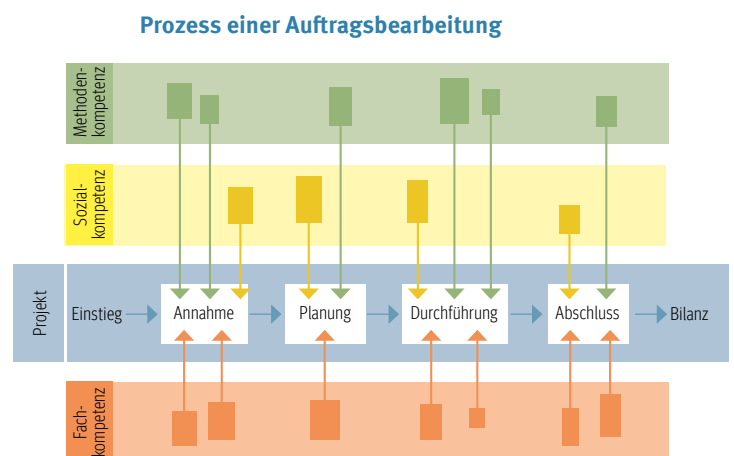 Prozess einer Auftragsbearbeitung
Methoden-
kompetenz
Sozial-
kompetenz
Projekt
Einstieg
Annahme
Planung
Durchführung
Abschluss
Bilanz
Fach-
kompetenz